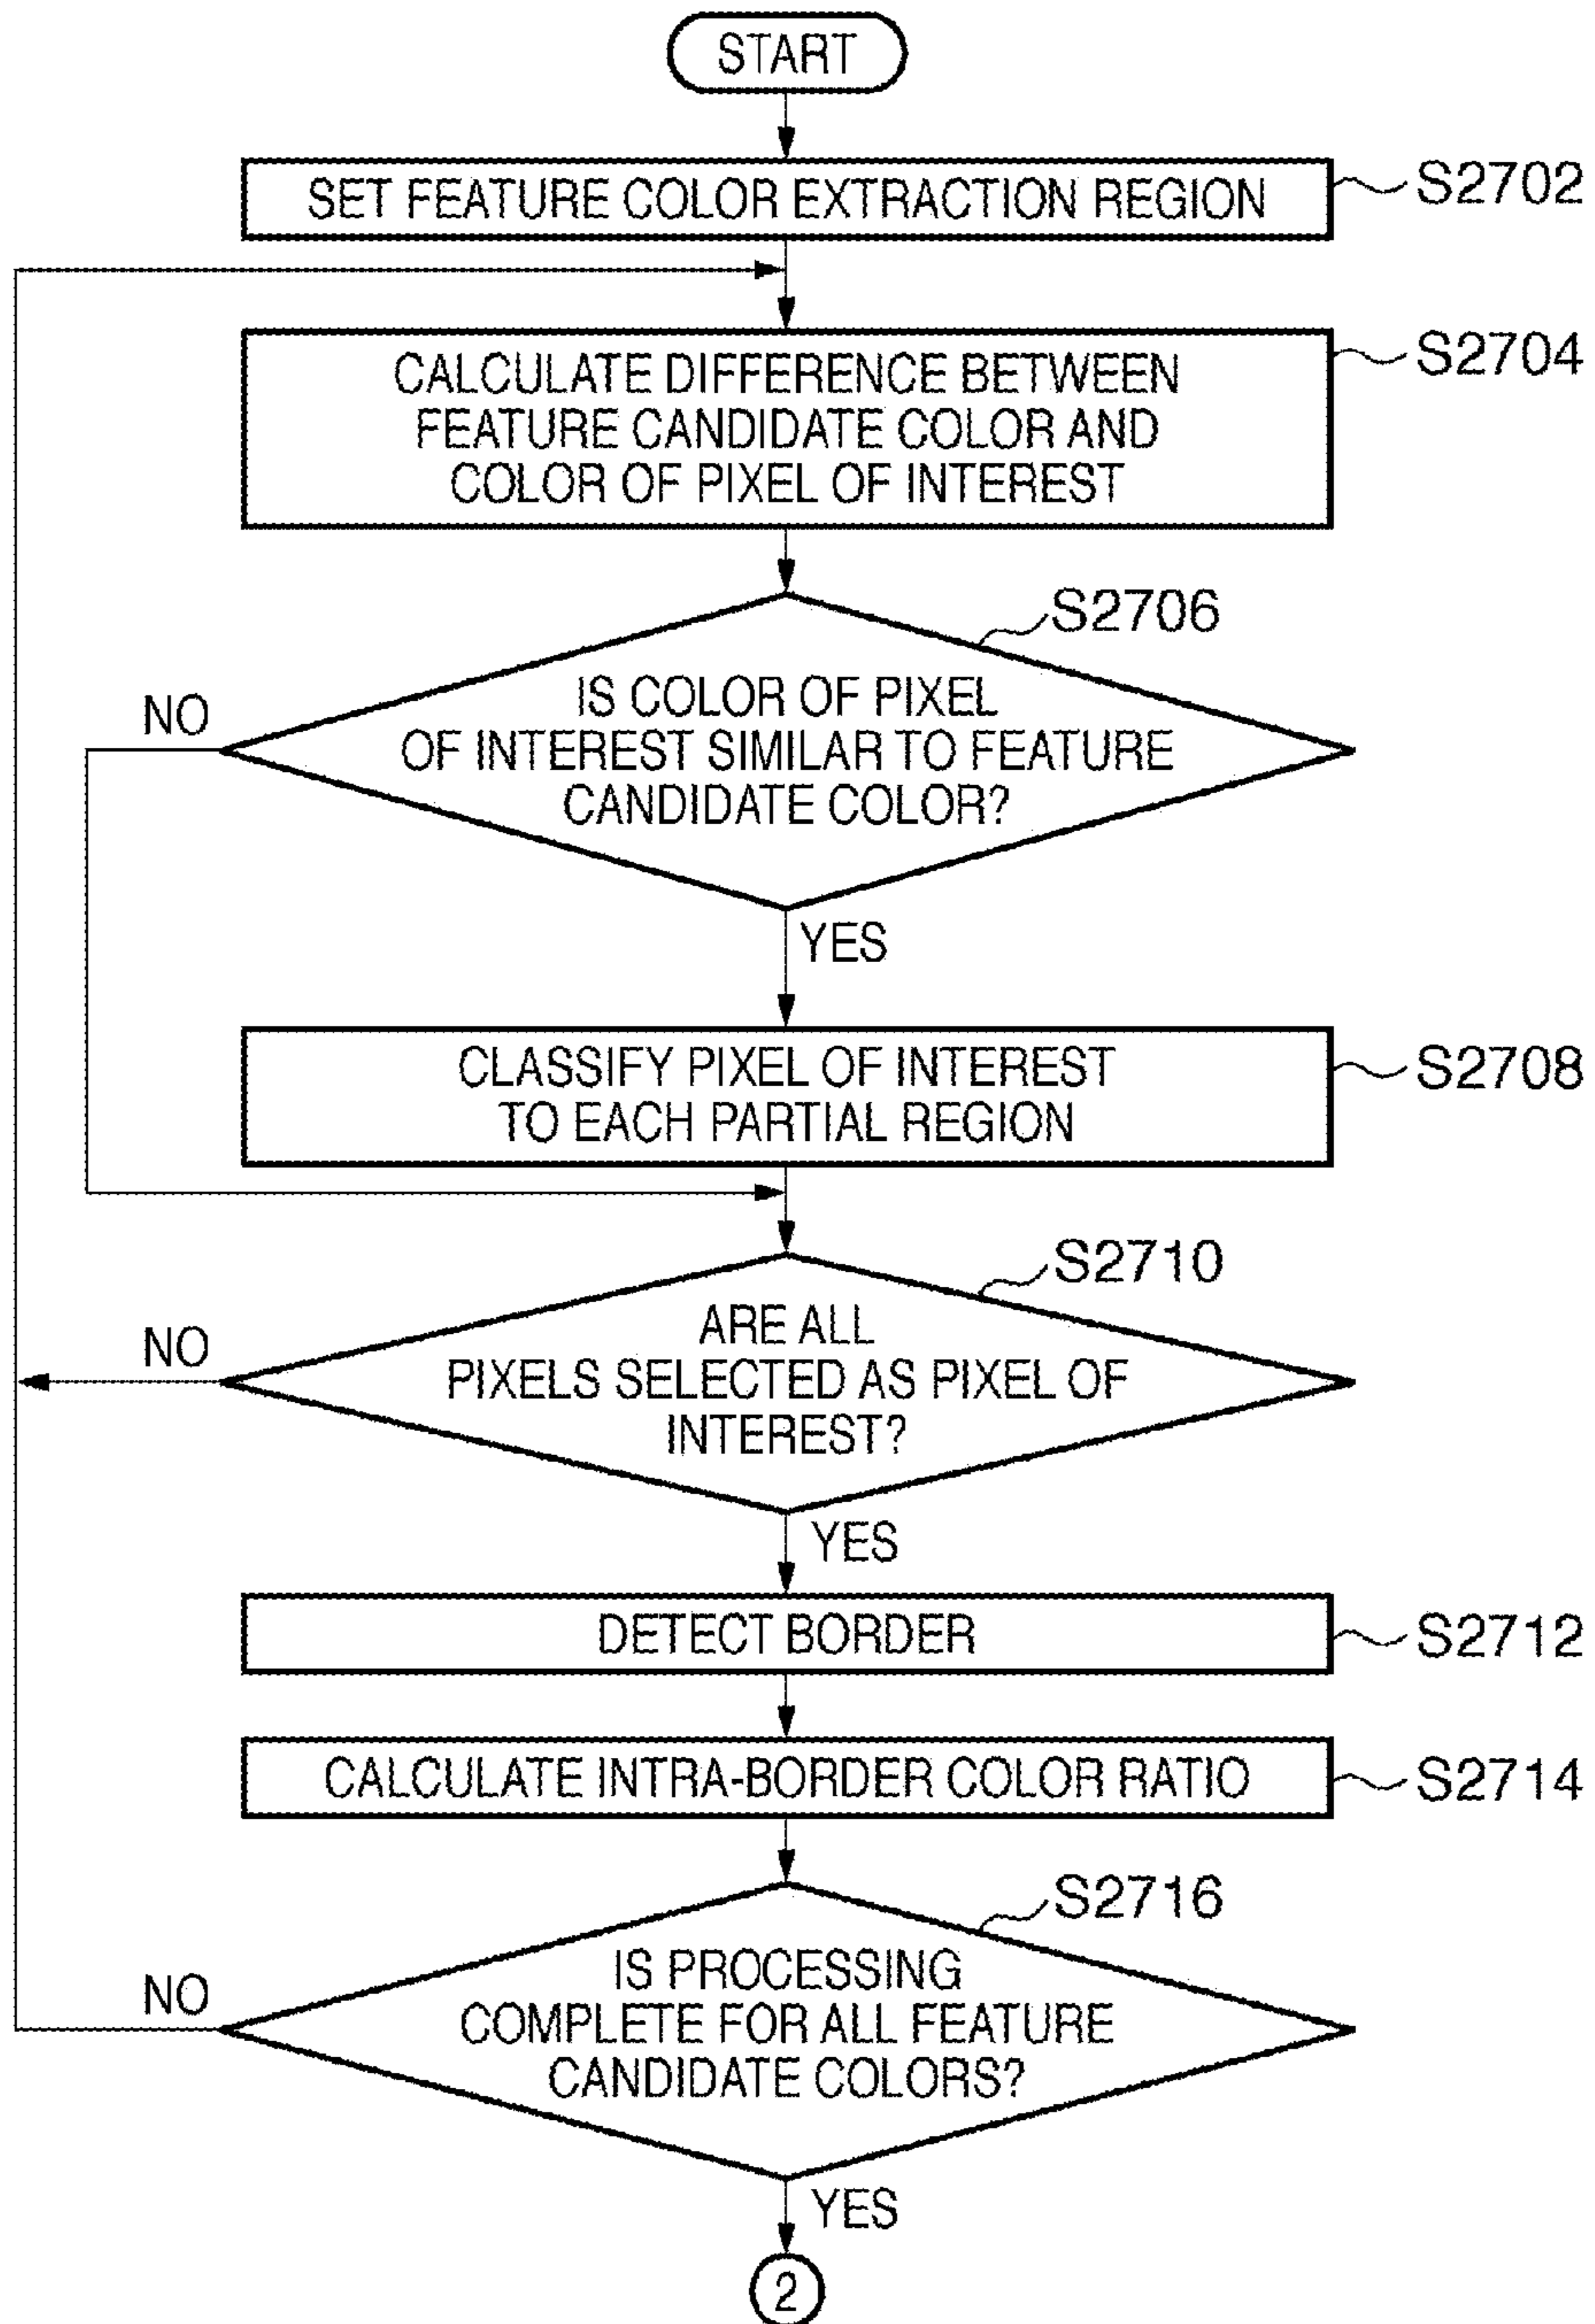 START
SET FEATURE COLOR EXTRACTION REGION
S2702
CALCULATE DIFFERENCE BETWEEN
FEATURE CANDIDATE COLOR AND
COLOR OF PIXEL OF INTEREST
S2704
S2706
IS COLOR OF PIXEL
OF INTEREST SIMILAR TO FEATURE
CANDIDATE COLOR?
NO
YES
CLASSIFY PIXEL OF INTEREST
TO EACH PARTIAL REGION
S2708
S2710
ARE ALL
PIXELS SELECTED AS PIXEL OF
INTEREST?
NO
YES
DETECT BORDER
S2712
CALCULATE INTRA-BORDER COLOR RATIO
S2714
S2716
IS PROCESSING
COMPLETE FOR ALL FEATURE
CANDIDATE COLORS?
NO
YES
2